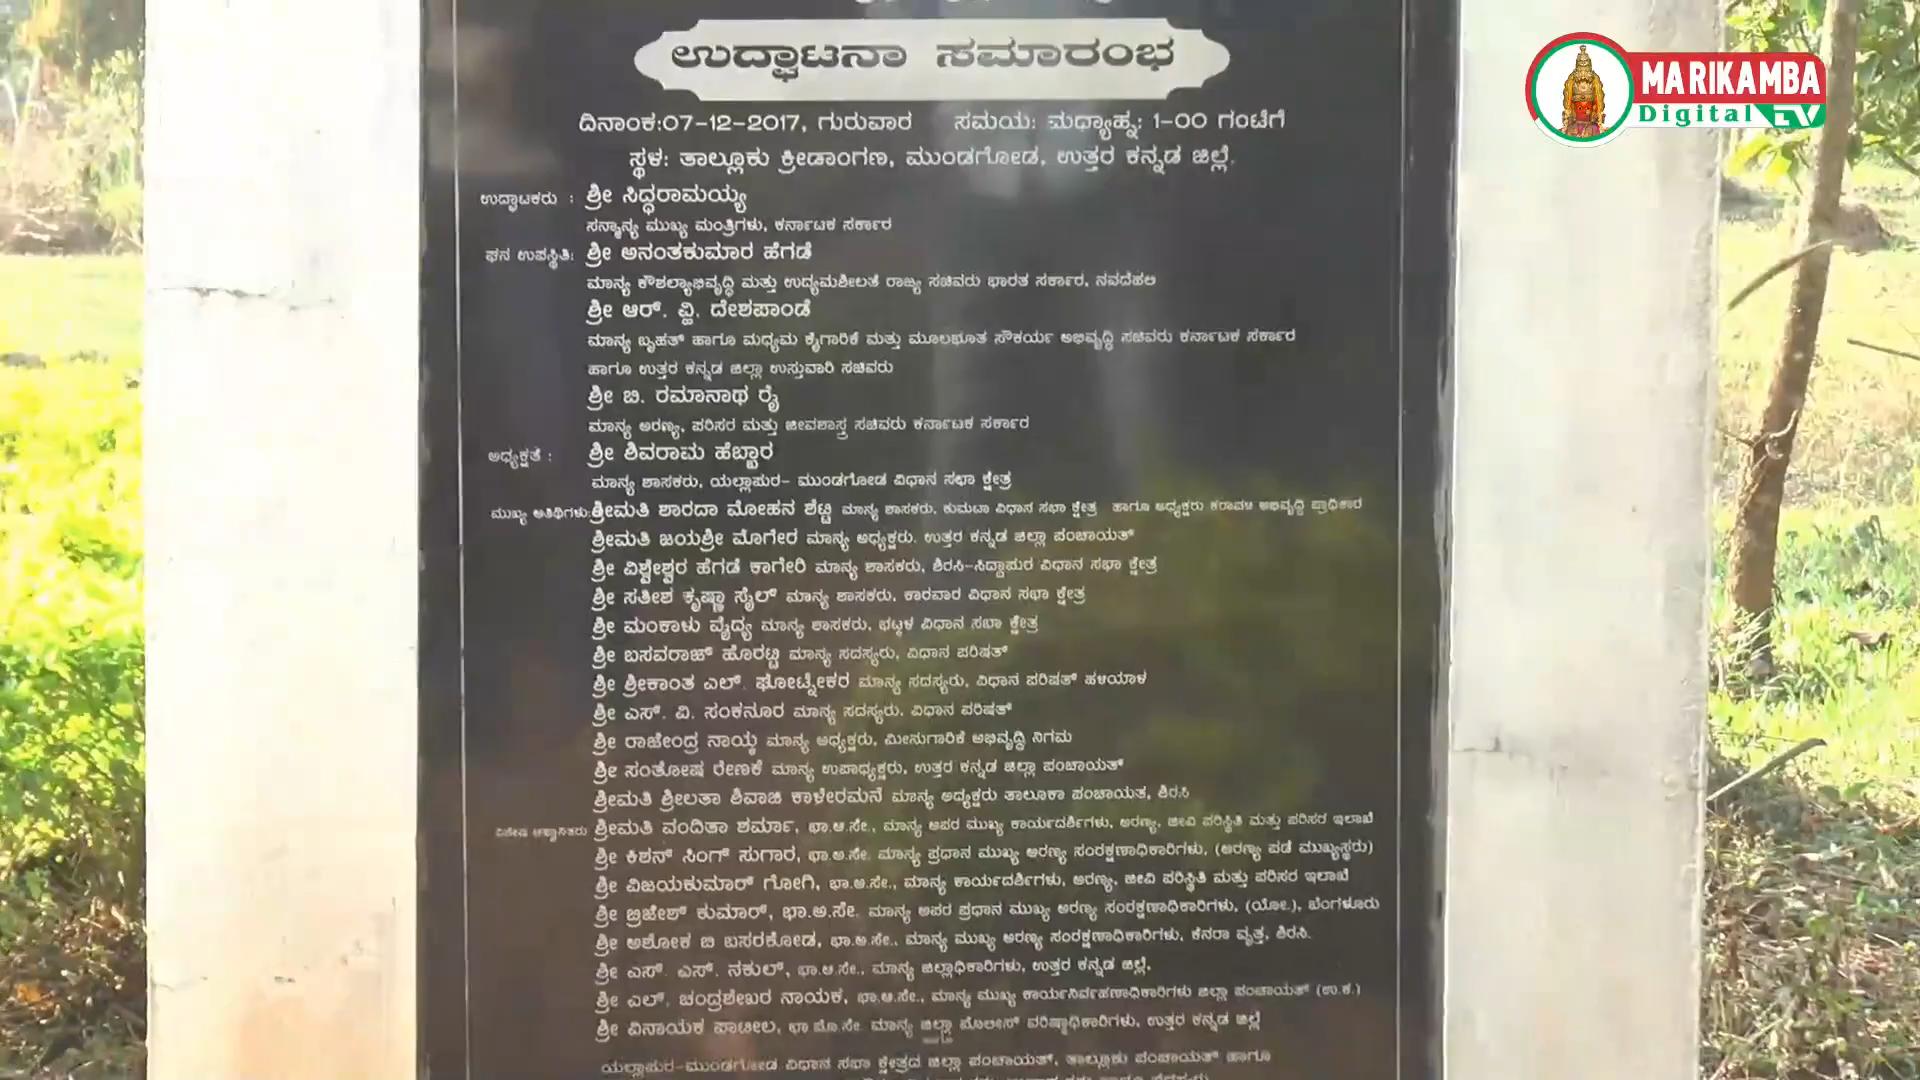 ಉದ್ಘಾಟನಾ ಸಮಾರಂಭ
ದಿನಾಂಕ:07-12-2017, ಗುರುವಾರ ಸಮಯ: ಮಧ್ಯಾಹ್ನ: 1-00 ಗಂಟೆಗೆ
ಸ್ಥಳ: ತಾಲ್ಲೂಕು ಕ್ರೀಡಾಂಗಣ, ಮುಂಡಗೋಡ, ಉತ್ತರ ಕನ್ನಡ ಜಿಲ್ಲೆ.
ಉದ್ಘಾಟಕರು : ಶ್ರೀ ಸಿದ್ಧರಾಮಯ್ಯ
ಸನ್ಮಾನ್ಯ ಮುಖ್ಯ ಮಂತ್ರಿಗಳು, ಕರ್ನಾಟಕ ಸರ್ಕಾರ
ಘನ ಉಪಸ್ಥಿತಿ: ಶ್ರೀ ಅನಂತಕುಮಾರ ಹೆಗಡೆ
ಮಾನ್ಯ ಕೌಶಲ್ಯಾಭಿವೃದ್ಧಿ ಮತ್ತು ಉದ್ಯಮಶೀಲತೆ ರಾಜ್ಯ ಸಚಿವರು ಭಾರತ ಸರ್ಕಾರ, ನವದೆಹಲಿ
ಶ್ರೀ ಆರ್. ವ್ಹಿ. ದೇಶಪಾಂಡೆ
ಮಾನ್ಯ ಬೃಹತ್ ಹಾಗೂ ಮಧ್ಯಮ ಕೈಗಾರಿಕೆ ಮತ್ತು ಮೂಲಭೂತ ಸೌಕರ್ಯ ಅಭಿವೃದ್ಧಿ ಸಚಿವರು ಕರ್ನಾಟಕ ಸರ್ಕಾರ
ಹಾಗೂ ಉತ್ತರ ಕನ್ನಡ ಜಿಲ್ಲಾ ಉಸ್ತುವಾರಿ ಸಚಿವರು
ಶ್ರೀ ಬಿ. ರಮಾನಾಥ ರೈ
ಮಾನ್ಯ ಅರಣ್ಯ, ಪರಿಸರ ಮತ್ತು ಜೀವಶಾಸ್ತ್ರ ಸಚಿವರು ಕರ್ನಾಟಕ ಸರ್ಕಾರ
ಅಧ್ಯಕ್ಷತೆ : ಶ್ರೀ ಶಿವರಾಮ ಹೆಬ್ಬಾರ
ಮಾನ್ಯ ಶಾಸಕರು, ಯಲ್ಲಾಪುರ- ಮುಂಡಗೋಡ ವಿಧಾನ ಸಭಾ ಕ್ಷೇತ್ರ
ಮುಖ್ಯ ಅತಿಥಿಗಳು: ಶ್ರೀಮತಿ ಶಾರದಾ ಮೋಹನ ಶೆಟ್ಟಿ ಮಾನ್ಯ ಶಾಸಕರು, ಕುಮಟಾ ವಿಧಾನ ಸಭಾ ಕ್ಷೇತ್ರ ಹಾಗೂ ಅಧ್ಯಕ್ಷರು ಕರಾವಳಿ ಅಭಿವೃದ್ಧಿ ಪ್ರಾಧಿಕಾರ
ಶ್ರೀಮತಿ ಜಯಶ್ರೀ ಮೊಗೇರ ಮಾನ್ಯ ಅಧ್ಯಕ್ಷರು, ಉತ್ತರ ಕನ್ನಡ ಜಿಲ್ಲಾ ಪಂಚಾಯತ್
ಶ್ರೀ ವಿಶ್ವೇಶ್ವರ ಹೆಗಡೆ ಕಾಗೇರಿ ಮಾನ್ಯ ಶಾಸಕರು, ಶಿರಸಿ-ಸಿದ್ದಾಪುರ ವಿಧಾನ ಸಭಾ ಕ್ಷೇತ್ರ
ಶ್ರೀ ಸತೀಶ ಕೃಷ್ಣಾ ಸೈಲ್ ಮಾನ್ಯ ಶಾಸಕರು, ಕಾರವಾರ ವಿಧಾನ ಸಭಾ ಕ್ಷೇತ್ರ
ಶ್ರೀ ಮಂಕಾಳು ವೈದ್ಯ ಮಾನ್ಯ ಶಾಸಕರು, ಭಟ್ಕಳ ವಿಧಾನ ಸಭಾ ಕ್ಷೇತ್ರ
ಶ್ರೀ ಬಸವರಾಜ್ ಹೊರಟ್ಟಿ ಮಾನ್ಯ ಸದಸ್ಯರು, ವಿಧಾನ ಪರಿಷತ್
ಶ್ರೀ ಶ್ರೀಕಾಂತ ಎಲ್. ಘೋಟ್ನೇಕರ ಮಾನ್ಯ ಸದಸ್ಯರು, ವಿಧಾನ ಪರಿಷತ್ ಹಳಿಯಾಳ
ಶ್ರೀ ಎಸ್. ವಿ. ಸಂಕನೂರ ಮಾನ್ಯ ಸದಸ್ಯರು, ವಿಧಾನ ಪರಿಷತ್
ಶ್ರೀ ರಾಜೇಂದ್ರ ನಾಯ್ಕ ಮಾನ್ಯ ಅಧ್ಯಕ್ಷರು, ಮೀನುಗಾರಿಕೆ ಅಭಿವೃದ್ಧಿ ನಿಗಮ
ಶ್ರೀ ಸಂತೋಷ ರೇಣಕೆ ಮಾನ್ಯ ಉಪಾಧ್ಯಕ್ಷರು, ಉತ್ತರ ಕನ್ನಡ ಜಿಲ್ಲಾ ಪಂಚಾಯತ್
ಶ್ರೀಮತಿ ಶ್ರೀಲತಾ ಶಿವಾಜಿ ಕಾಳೇರಮನೆ ಮಾನ್ಯ ಅಧ್ಯಕ್ಷರು ತಾಲೂಕಾ ಪಂಚಾಯತ, ಶಿರಸಿ
ವಿಶೇಷ ಆಹ್ವಾನಿತರು ಶ್ರೀಮತಿ ವಂದಿತಾ ಶರ್ಮಾ, ಭಾ.ಆ.ಸೇ., ಮಾನ್ಯ ಅಪರ ಮುಖ್ಯ ಕಾರ್ಯದರ್ಶಿಗಳು, ಅರಣ್ಯ, ಜೀವಿ ಪರಿಸ್ಥಿತಿ ಮತ್ತು ಪರಿಸರ ಇಲಾಖೆ
ಶ್ರೀ ಕಿಶನ್ ಸಿಂಗ್ ಸುಗಾರ, ಭಾ.ಅ.ಸೇ. ಮಾನ್ಯ ಪ್ರಧಾನ ಮುಖ್ಯ ಅರಣ್ಯ ಸಂರಕ್ಷಣಾಧಿಕಾರಿಗಳು, (ಅರಣ್ಯ ಪಡೆ ಮುಖ್ಯಸ್ಥರು)
ಶ್ರೀ ವಿಜಯಕುಮಾರ್ ಗೋಗಿ, ಭಾ.ಅ.ಸೇ., ಮಾನ್ಯ ಕಾರ್ಯದರ್ಶಿಗಳು, ಅರಣ್ಯ, ಜೀವಿ ಪರಿಸ್ಥಿತಿ ಮತ್ತು ಪರಿಸರ ಇಲಾಖೆ
ಶ್ರೀ ಬ್ರಿಜೇಶ್ ಕುಮಾರ್, ಭಾ.ಅ.ಸೇ. ಮಾನ್ಯ ಅಪರ ಪ್ರಧಾನ ಮುಖ್ಯ ಅರಣ್ಯ ಸಂರಕ್ಷಣಾಧಿಕಾರಿಗಳು, (ಯೋ.), ಬೆಂಗಳೂರು
ಶ್ರೀ ಅಶೋಕ ಬಿ ಬಸರಕೋಡ, ಭಾ.ಅ.ಸೇ., ಮಾನ್ಯ ಮುಖ್ಯ ಅರಣ್ಯ ಸಂರಕ್ಷಣಾಧಿಕಾರಿಗಳು, ಕೆನರಾ ವೃತ್ತ, ಶಿರಸಿ.
ಶ್ರೀ ಎಸ್. ಎಸ್. ನಕುಲ್, ಭಾ.ಆ.ಸೇ., ಮಾನ್ಯ ಜಿಲ್ಲಾಧಿಕಾರಿಗಳು, ಉತ್ತರ ಕನ್ನಡ ಜಿಲ್ಲೆ,
ಶ್ರೀ ಎಲ್. ಚಂದ್ರಶೇಖರ ನಾಯಕ, ಭಾ.ಆ.ಸೇ., ಮಾನ್ಯ ಮುಖ್ಯ ಕಾರ್ಯನಿರ್ವಹಣಾಧಿಕಾರಿಗಳು ಜಿಲ್ಲಾ ಪಂಚಾಯತ್ (ಉ.ಕ.)
ಶ್ರೀ ವಿನಾಯಕ ಪಾಟೀಲ, ಭಾ.ಪೊ.ಸೇ. ಮಾನ್ಯ ಜಿಲ್ಲಾ ಪೊಲೀಸ್ ವರಿಷ್ಠಾಧಿಕಾರಿಗಳು, ಉತ್ತರ ಕನ್ನಡ ಜಿಲ್ಲೆ
ಯಲ್ಲಾಪುರ-ಮುಂಡಗೋಡ ವಿಧಾನ ಸಭಾ ಕ್ಷೇತ್ರದ ಜಿಲ್ಲಾ ಪಂಚಾಯತ್, ತಾಲ್ಲೂಕು ಪಂಚಾಯತ್ ಹಾಗೂ
MARIKAMBA
Digital TV